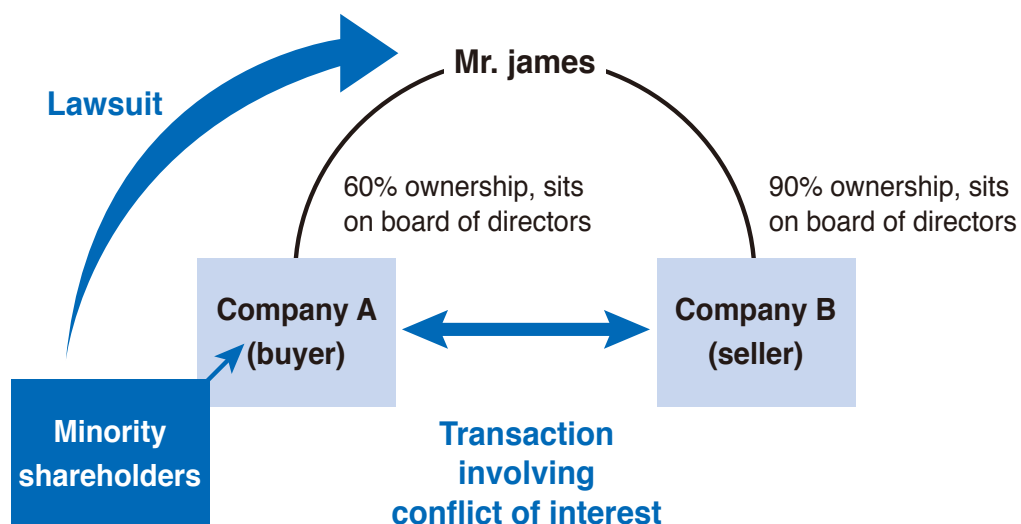 Mr. james
Lawsuit
60% ownership, sits
on board of directors
90% ownership, sits
on board of directors
Company A
(buyer)
Company B
(seller)
Minority
shareholders
Transaction
involving
conflict of interest